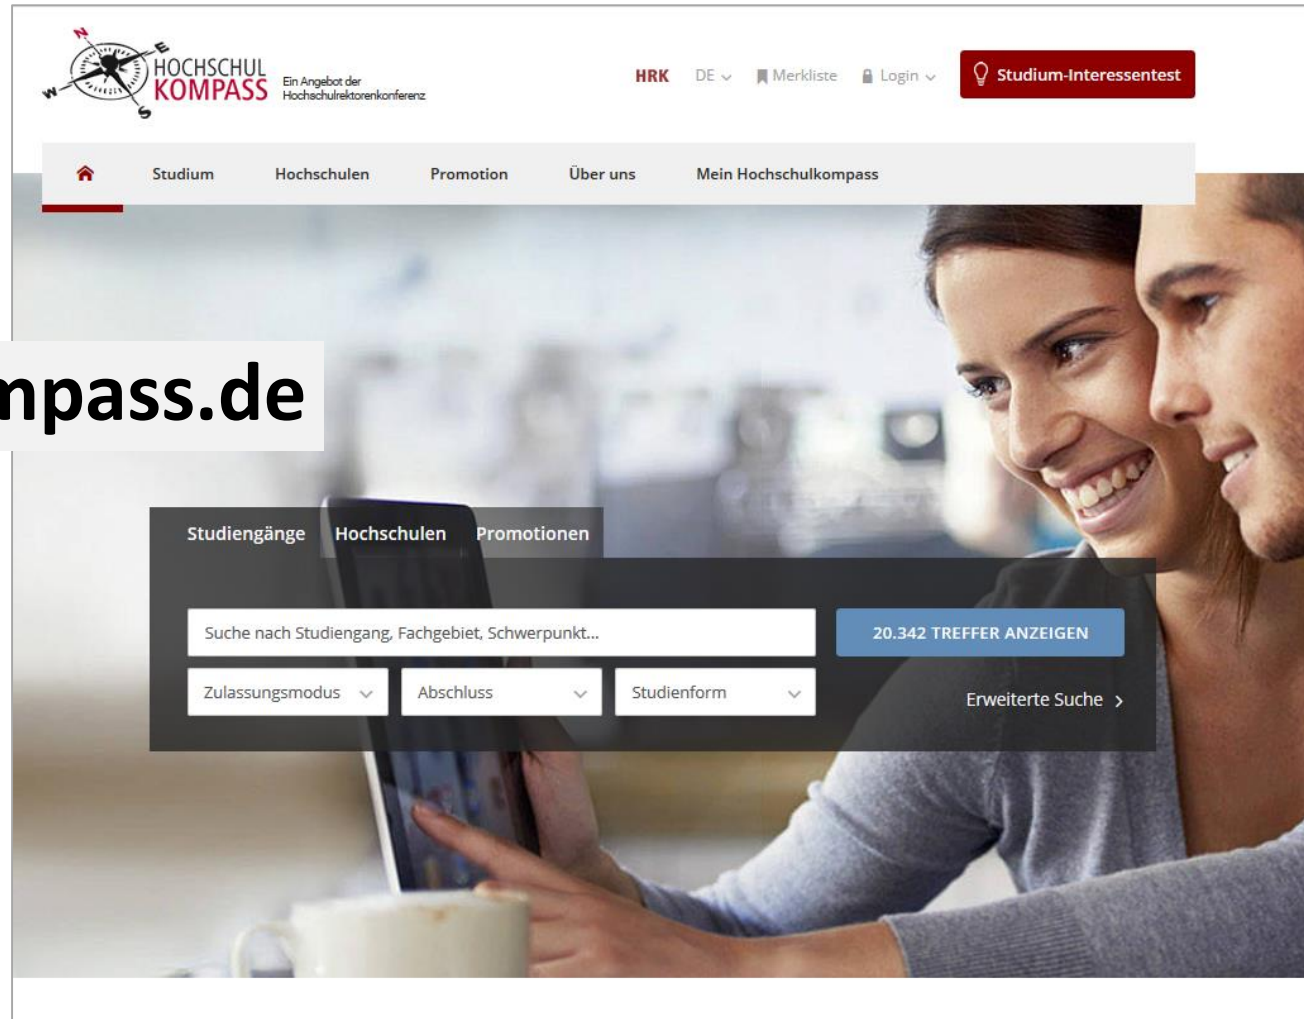 N
E
W
S
HOCHSCHUL
KOMPASS
Ein Angebot der
Hochschulrektorenkonferenz
HRK DE Merkliste Login Studium-Interessentest
Studium Hochschulen Promotion Über uns Mein Hochschulkompass
mpass.de
Studiengänge Hochschulen Promotionen
Suche nach Studiengang, Fachgebiet, Schwerpunkt... 20.342 TREFFER ANZEIGEN
Zulassungsmodus Abschluss Studienform Erweiterte Suche >